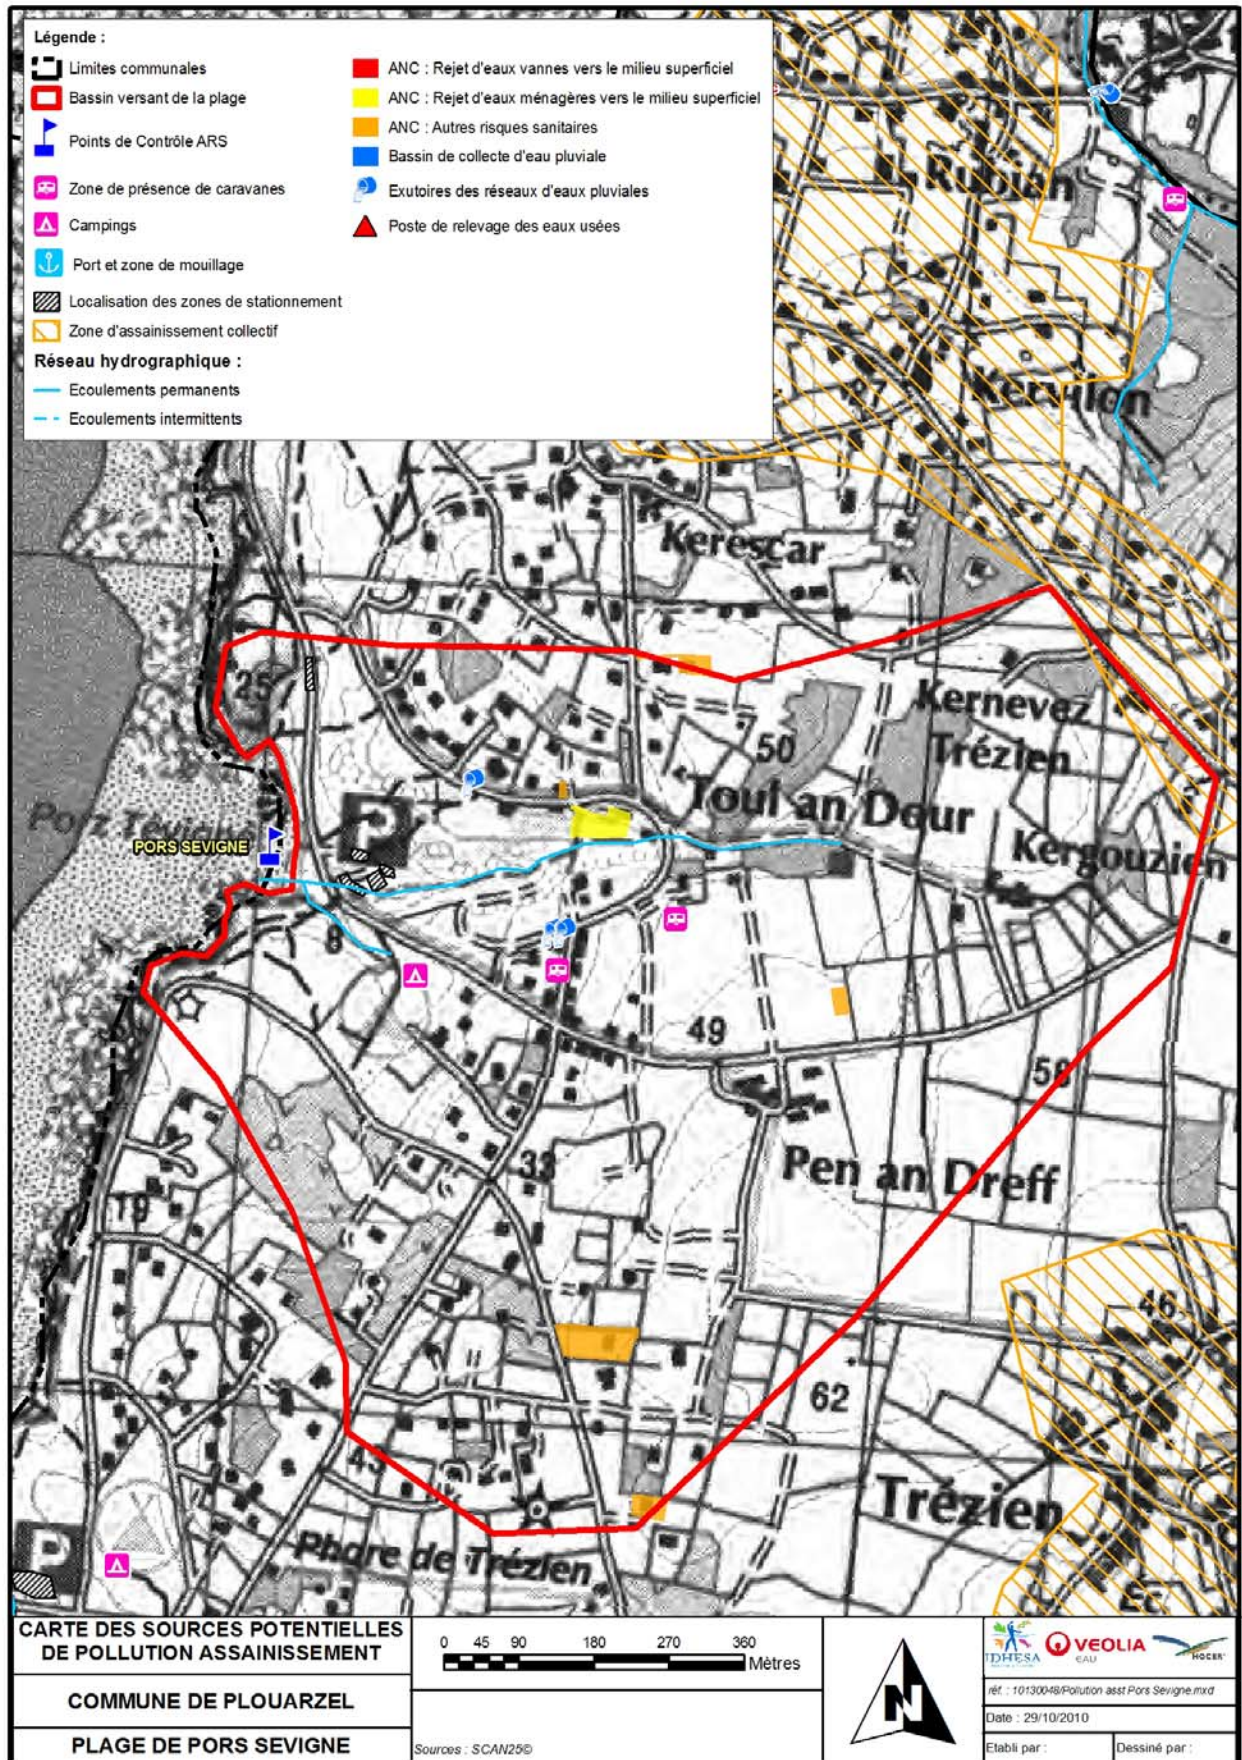 Légende :
Limites communales
Bassin versant de la plage
Points de Contrôle ARS
Zone de présence de caravanes
Campings
Port et zone de mouillage
Localisation des zones de stationnement
Zone d'assainissement collectif
Réseau hydrographique :
Ecoulements permanents
Ecoulements intermittents
ANC : Rejet d'eaux vannes vers le milieu superficiel
ANC : Rejet d'eaux ménagères vers le milieu superficiel
ANC : Autres risques sanitaires
Bassin de collecte d'eau pluviale
Exutoires des réseaux d'eaux pluviales
Poste de relevage des eaux usées
Rubian
Kervilon
Kerescar
25
Kernevez
Trézien
50
Toul an Dour
P
PORS SEVIGNE
Kergouzien
8
49
58
33
Pen an Dreff
19
46
62
43
Trézien
Phare de Trézien
P
CARTE DES SOURCES POTENTIELLES
DE POLLUTION ASSAINISSEMENT
COMMUNE DE PLOUARZEL
PLAGE DE PORS SEVIGNE
0 45 90 180 270 360
Mètres
Sources : SCAN25©
N
IDHESA
VEOLIA
EAU
HOCER
réf. : 10130048/Pollution asst Pors Sevigne.mxd
Date : 29/10/2010
Etabli par :
Dessiné par :